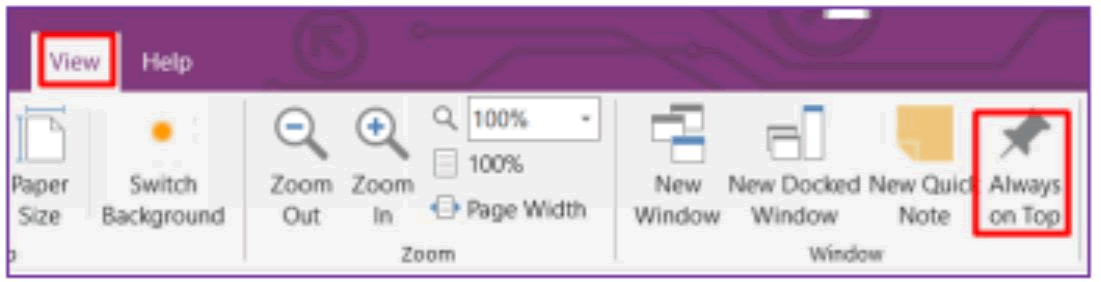 View Help
100%
100%
Paper Size
Switch Background
Zoom Out
Zoom In
Page Width
New Window
New Docked Window
New Quick Note
Always on Top
Zoom
Window